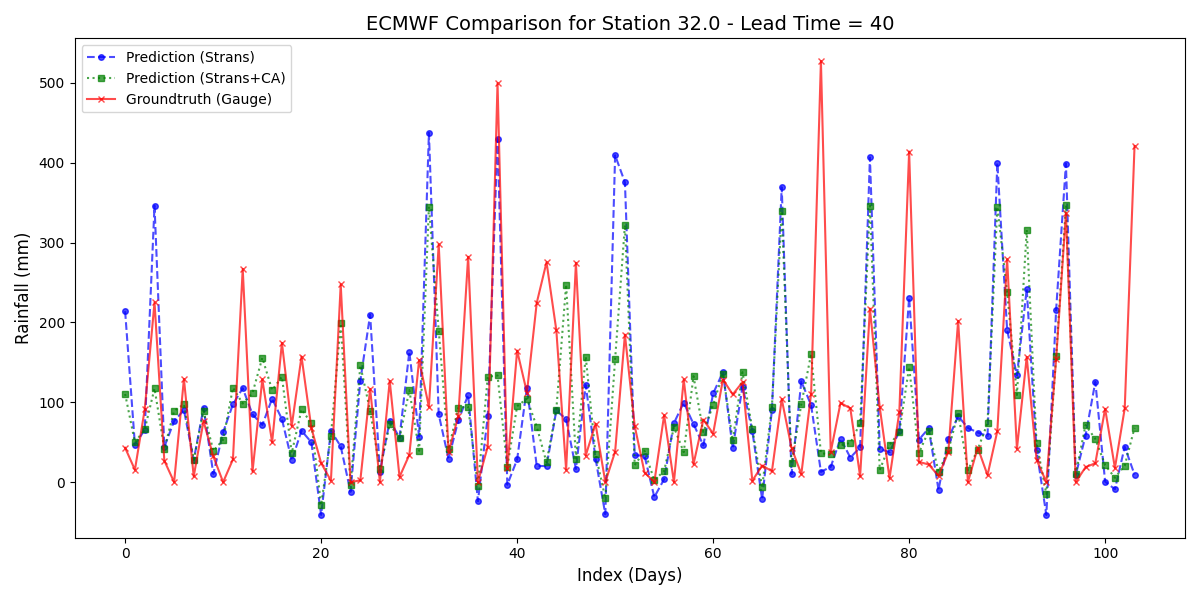 ECMWF Comparison for Station 32.0 - Lead Time = 40
Prediction (Strans)
Prediction (Strans+CA)
Groundtruth (Gauge)
Rainfall (mm)
500
400
300
200
100
0
0 20 40 60 80 100
Index (Days)